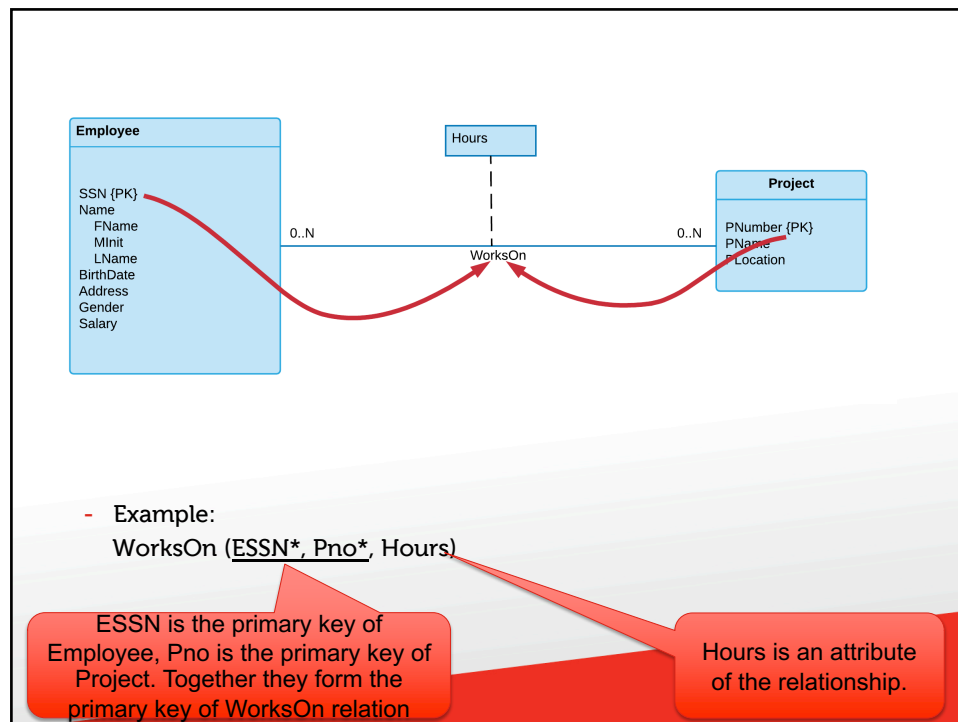 Employee
SSN {PK}
Name
FName
MInit
LName
BirthDate
Address
Gender
Salary
0..N
Hours
WorksOn
0..N
Project
PNumber {PK}
PName
PLocation
- Example:
WorksOn (ESSN*, Pno*, Hours)
ESSN is the primary key of
Employee, Pno is the primary key of
Project. Together they form the
primary key of WorksOn relation
Hours is an attribute
of the relationship.